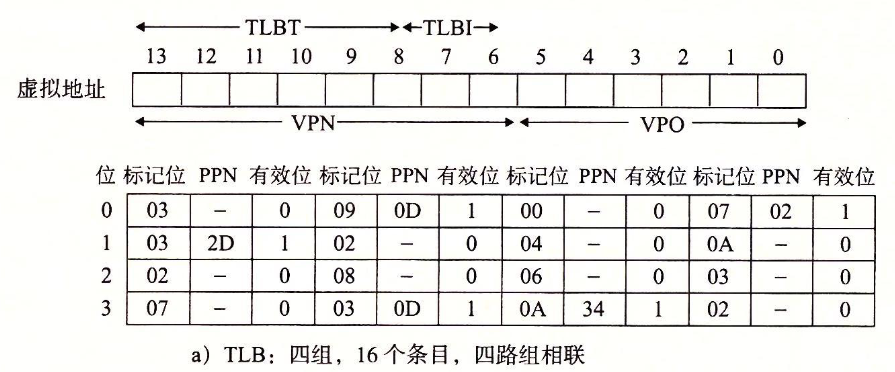 TLBT TLBI
13 12 11 10 9 8 7 6 5 4 3 2 1 0
虚拟地址
VPN VPO
位 标记位 PPN 有效位 标记位 PPN 有效位 标记位 PPN 有效位 标记位 PPN 有效位
0 03 – 0 09 0D 1 00 – 0 07 02 1
1 03 2D 1 02 – 0 04 – 0 0A – 0
2 02 – 0 08 – 0 06 – 0 03 – 0
3 07 – 0 03 0D 1 0A 34 1 02 – 0
a）TLB：四组，16 个条目，四路组相联